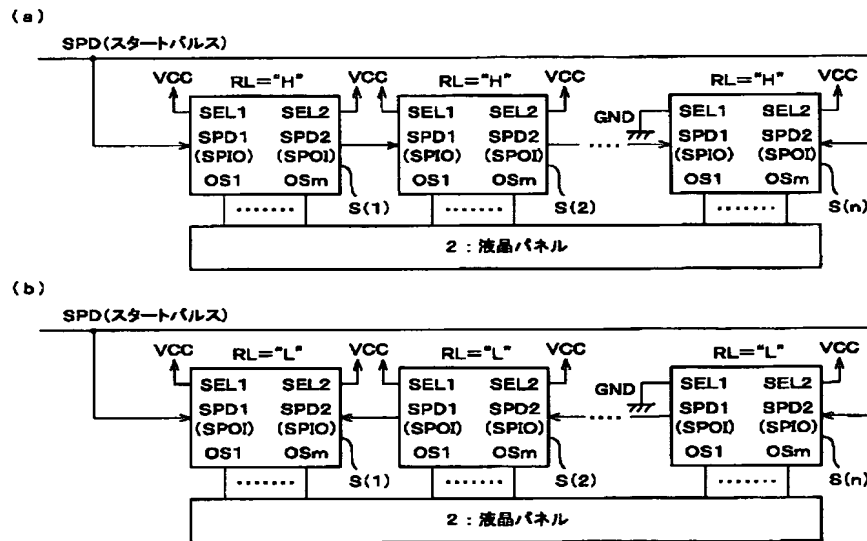 (a)
SPD(スタートパルス)
VCC RL="H" VCC RL="H" VCC RL="H" VCC
SEL1 SEL2 SEL1 SEL2 GND SEL1 SEL2
SPD1 SPD2 SPD1 SPD2 SPD1 SPD2
(SPIO) (SPOI) (SPIO) (SPOI) (SPIO) (SPOI)
OS1 OSm OS1 OSm OS1 OSm
S(1) S(2) S(n)
2:液晶パネル
(b)
SPD(スタートパルス)
VCC RL="L" VCC RL="L" VCC RL="L" VCC
SEL1 SEL2 SEL1 SEL2 GND SEL1 SEL2
SPD1 SPD2 SPD1 SPD2 SPD1 SPD2
(SPOI) (SPIO) (SPOI) (SPIO) (SPOI) (SPIO)
OS1 OSm OS1 OSm OS1 OSm
S(1) S(2) S(n)
2:液晶パネル